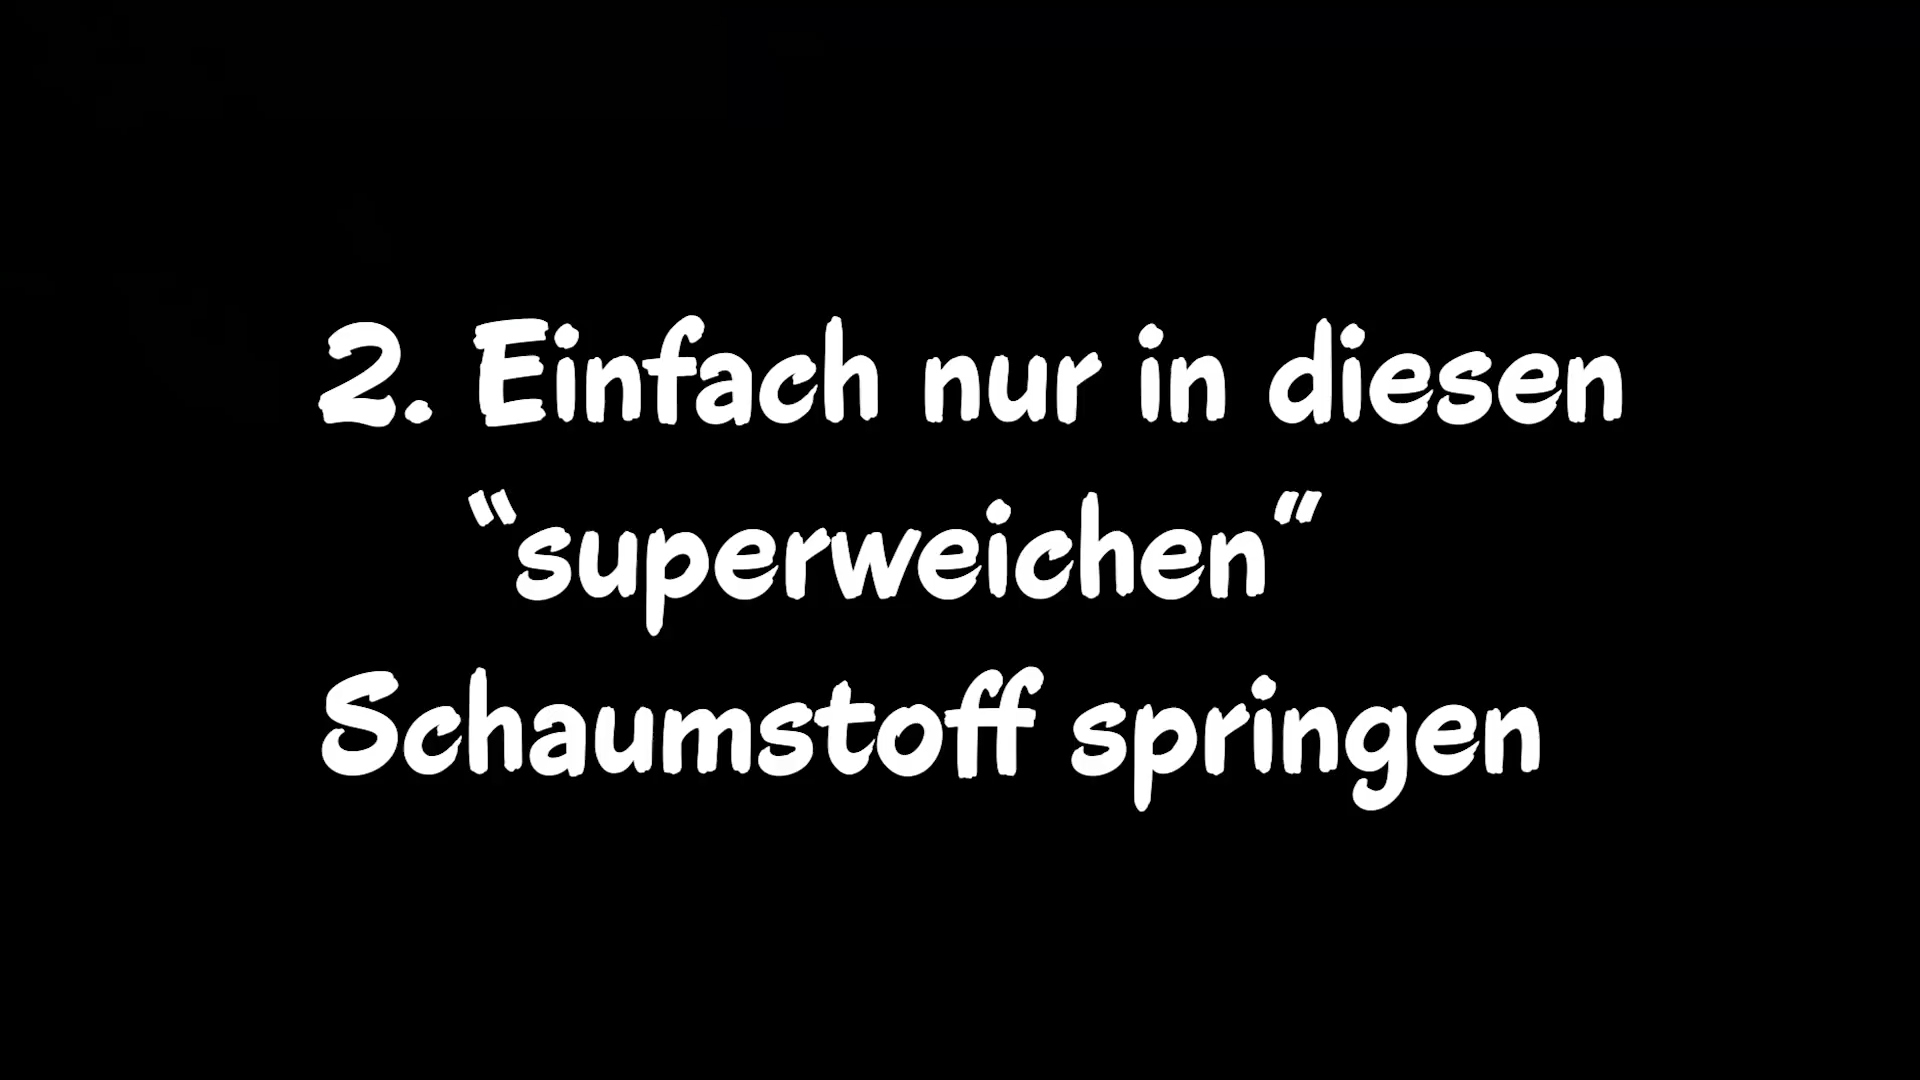 2. Einfach nur in diesen
“superweichen”
Schaumstoff springen